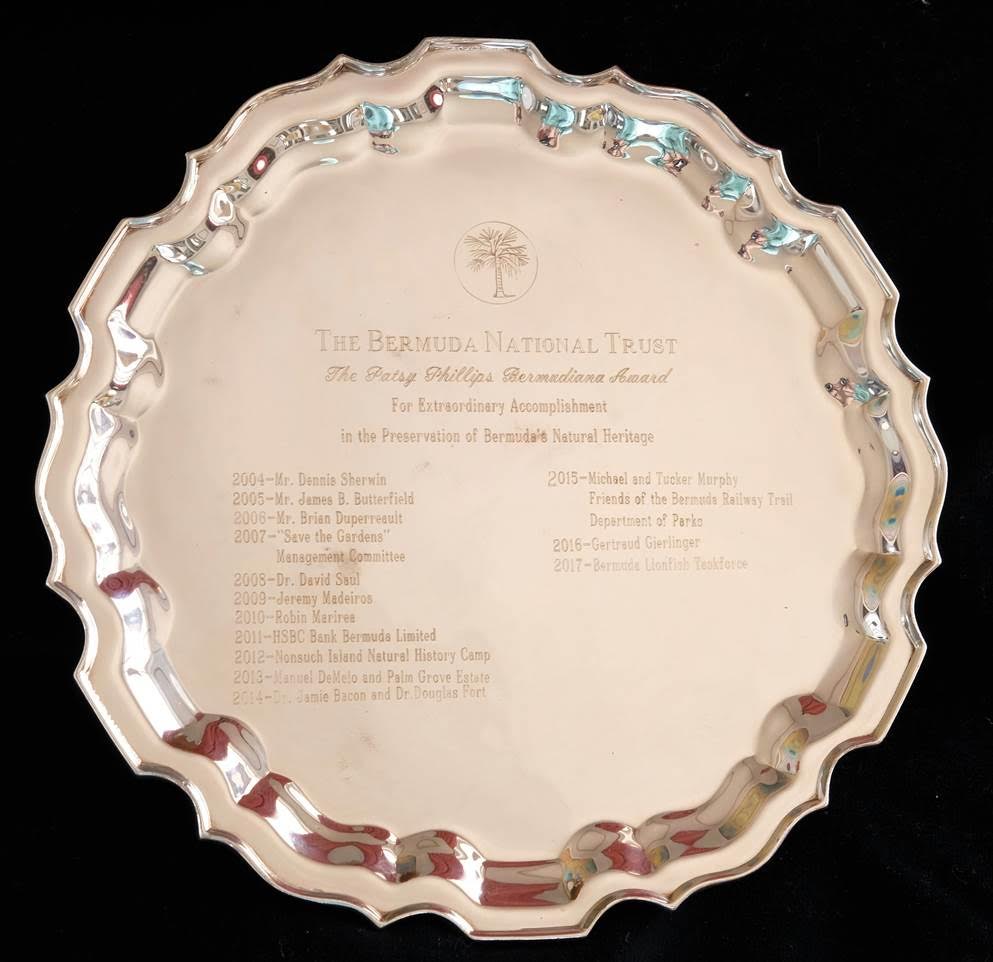 THE BERMUDA NATIONAL TRUST
The Patsy Phillips Bermudiana Award
For Extraordinary Accomplishment
in the Preservation of Bermuda's Natural Heritage
2004-Mr. Dennis Sherwin
2005-Mr. James B. Butterfield
2006-Mr. Brian Duperreault
2007-"Save the Gardens"
Management Committee
2008-Dr. David Saul
2009-Jeremy Madeiros
2010-Robin Marirea
2011-HSBC Bank Bermuda Limited
2012-Nonsuch Island Natural History Camp
2013-Manuel DeMelo and Palm Grove Estate
2014-Dr. Jamie Bacon and Dr.Douglas Fort
2015-Michael and Tucker Murphy
Friends of the Bermuda Railway Trail
Department of Parks
2016-Gertraud Gierlinger
2017-Bermuda Lionfish Taskforce